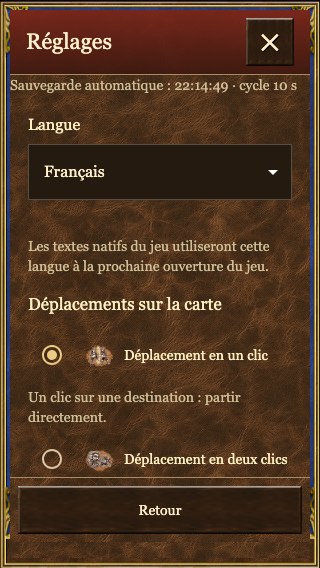 Réglages
Sauvegarde automatique : 22:14:49 · cycle 10 s
Langue
Français
Les textes natifs du jeu utiliseront cette
langue à la prochaine ouverture du jeu.
Déplacements sur la carte
Déplacement en un clic
Un clic sur une destination : partir
directement.
Déplacement en deux clics
Retour